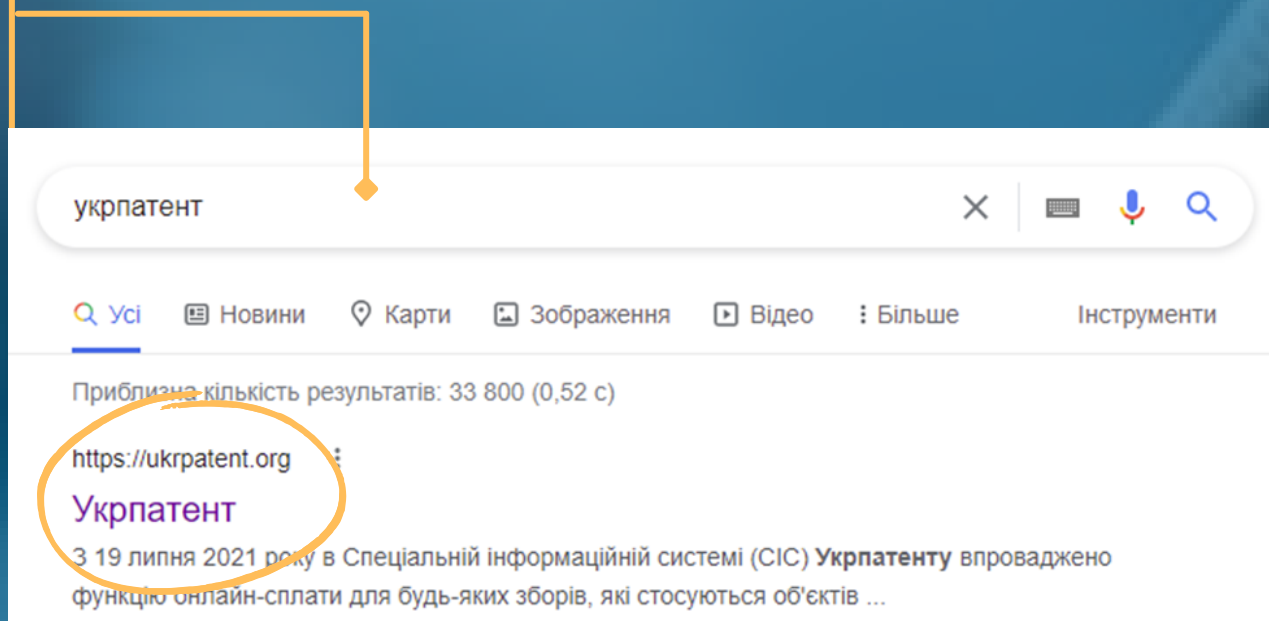 укрпатент
Усі Новини Карти Зображення Відео Більше Інструменти
Приблизна кількість результатів: 33 800 (0,52 с)
https://ukrpatent.org
Укрпатент
З 19 липня 2021 року в Спеціальній інформаційній системі (СІС) Укрпатенту впроваджено
функцію онлайн-сплати для будь-яких зборів, які стосуються об'єктів ...